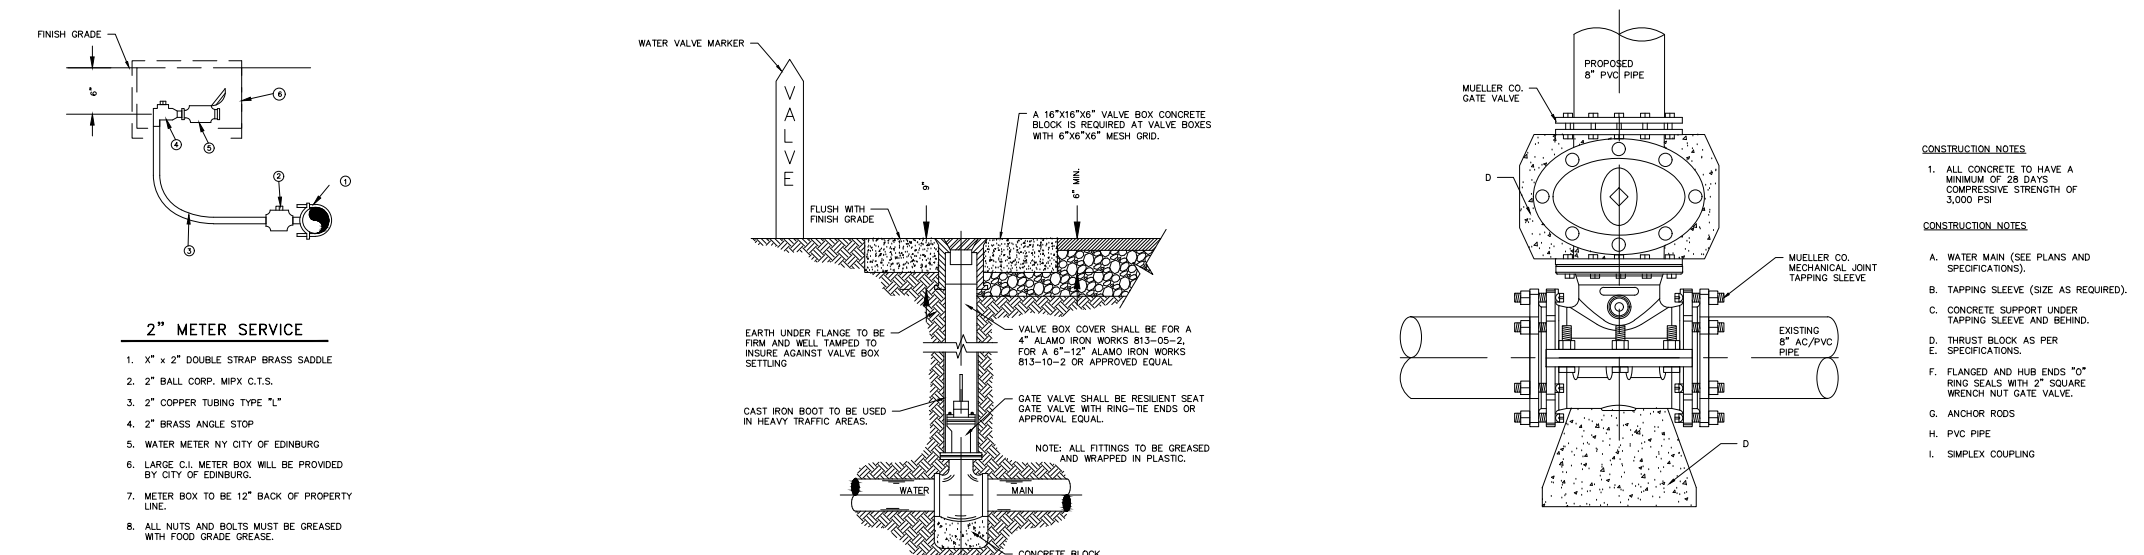 FINISH GRADE
6"
6
4
5
2
1
3
2" METER SERVICE
1. X" x 2" DOUBLE STRAP BRASS SADDLE
2. 2" BALL CORP. MIPX C.T.S.
3. 2" COPPER TUBING TYPE "L"
4. 2" BRASS ANGLE STOP
5. WATER METER NY CITY OF EDINBURG
6. LARGE C.I. METER BOX WILL BE PROVIDED
BY CITY OF EDINBURG.
7. METER BOX TO BE 12" BACK OF PROPERTY
LINE.
8. ALL NUTS AND BOLTS MUST BE GREASED
WITH FOOD GRADE GREASE.
WATER VALVE MARKER
V
A
L
V
E
A 16"X16"X6" VALVE BOX CONCRETE
BLOCK IS REQUIRED AT VALVE BOXES
WITH 6"X6"X6" MESH GRID.
9"
6" MIN.
FLUSH WITH
FINISH GRADE
EARTH UNDER FLANGE TO BE
FIRM AND WELL TAMPED TO
INSURE AGAINST VALVE BOX
SETTLING
VALVE BOX COVER SHALL BE FOR A
4" ALAMO IRON WORKS 813-05-2,
FOR A 6"-12" ALAMO IRON WORKS
813-10-2 OR APPROVED EQUAL
CAST IRON BOOT TO BE USED
IN HEAVY TRAFFIC AREAS.
GATE VALVE SHALL BE RESILIENT SEAT
GATE VALVE WITH RING-TIE ENDS OR
APPROVAL EQUAL.
NOTE: ALL FITTINGS TO BE GREASED
AND WRAPPED IN PLASTIC.
WATER MAIN
CONCRETE BLOCK
PROPOSED
8" PVC PIPE
MUELLER CO.
GATE VALVE
D
MUELLER CO.
MECHANICAL JOINT
TAPPING SLEEVE
EXISTING
8" AC/PVC
PIPE
D
CONSTRUCTION NOTES
1. ALL CONCRETE TO HAVE A
MINIMUM OF 28 DAYS
COMPRESSIVE STRENGTH OF
3,000 PSI
CONSTRUCTION NOTES
A. WATER MAIN (SEE PLANS AND
SPECIFICATIONS).
B. TAPPING SLEEVE (SIZE AS REQUIRED).
C. CONCRETE SUPPORT UNDER
TAPPING SLEEVE AND BEHIND.
D. THRUST BLOCK AS PER
E. SPECIFICATIONS.
F. FLANGED AND HUB ENDS "O"
RING SEALS WITH 2" SQUARE
WRENCH NUT GATE VALVE.
G. ANCHOR RODS
H. PVC PIPE
I. SIMPLEX COUPLING